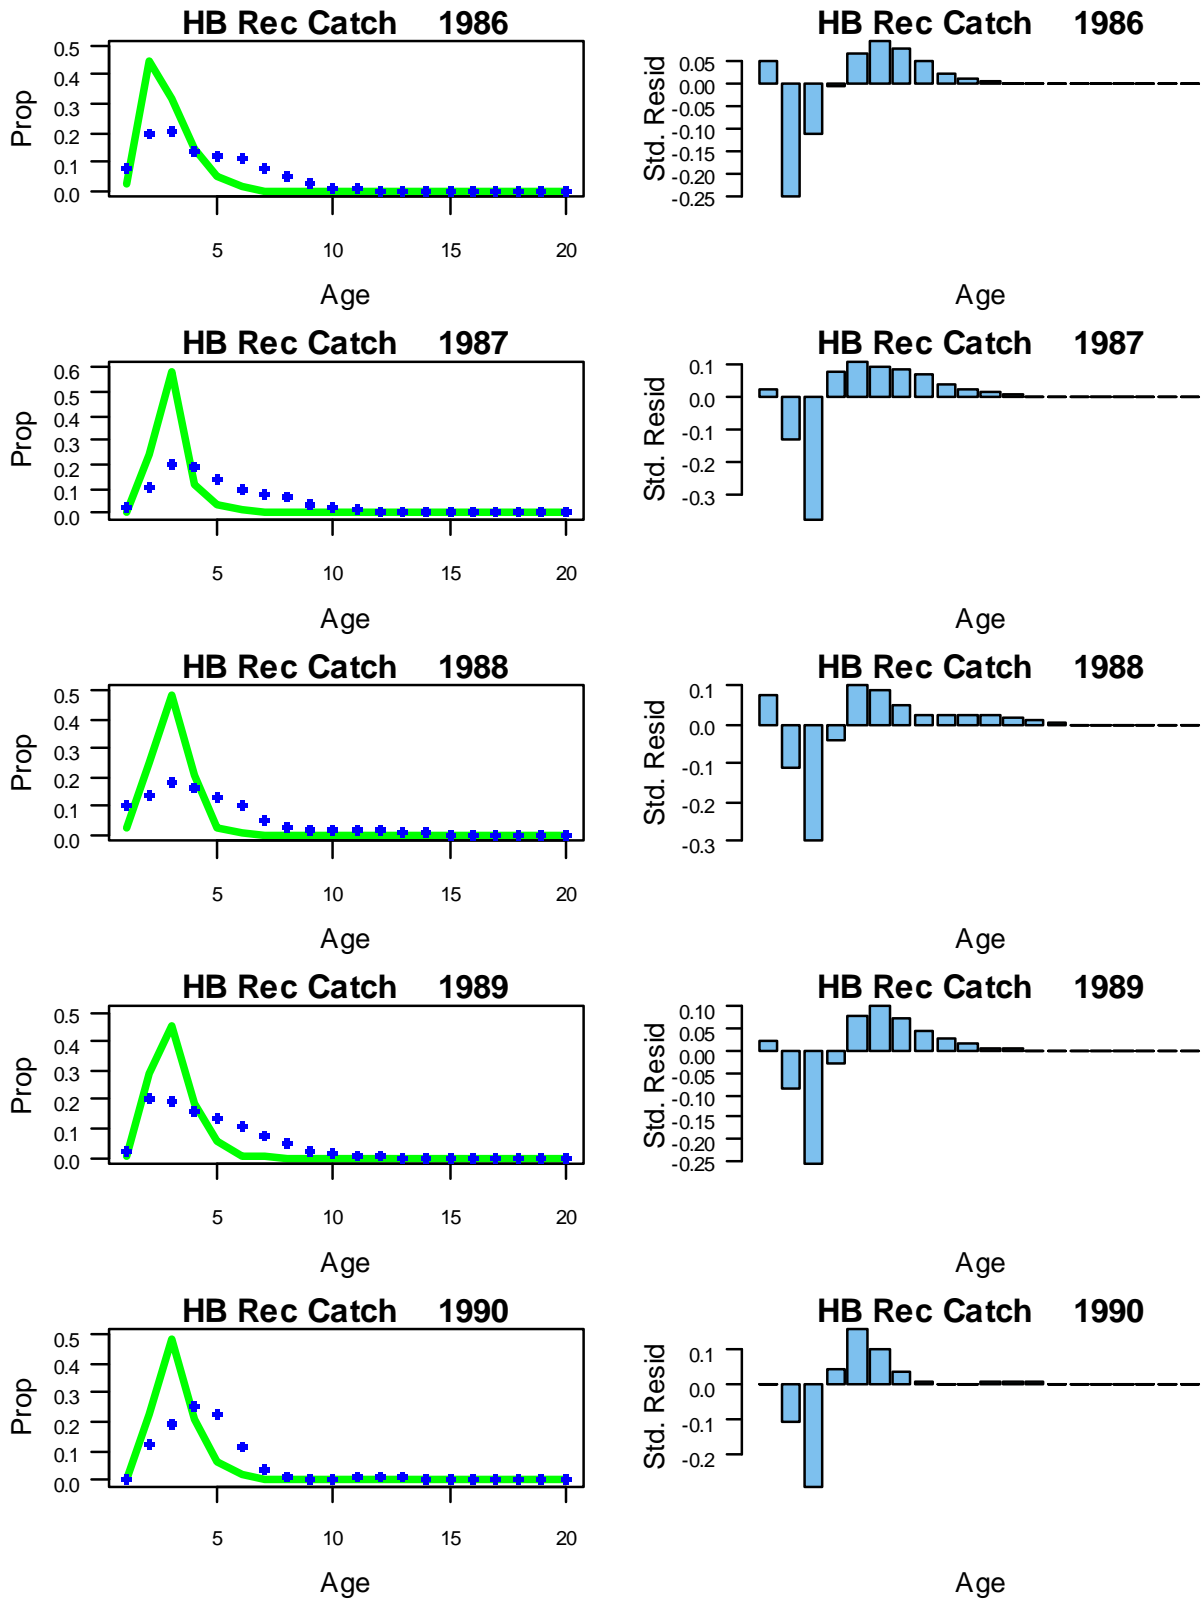 HB Rec Catch 1986
Prop
0.5
0.4
0.3
0.2
0.1
0.0
5 10 15 20
Age
HB Rec Catch 1986
Std. Resid
0.05
0.00
-0.05
-0.10
-0.15
-0.20
-0.25
Age
HB Rec Catch 1987
Prop
0.6
0.5
0.4
0.3
0.2
0.1
0.0
5 10 15 20
Age
HB Rec Catch 1987
Std. Resid
0.1
0.0
-0.1
-0.2
-0.3
Age
HB Rec Catch 1988
Prop
0.5
0.4
0.3
0.2
0.1
0.0
5 10 15 20
Age
HB Rec Catch 1988
Std. Resid
0.1
0.0
-0.1
-0.2
-0.3
Age
HB Rec Catch 1989
Prop
0.5
0.4
0.3
0.2
0.1
0.0
5 10 15 20
Age
HB Rec Catch 1989
Std. Resid
0.10
0.05
0.00
-0.05
-0.10
-0.15
-0.20
-0.25
Age
HB Rec Catch 1990
Prop
0.5
0.4
0.3
0.2
0.1
0.0
5 10 15 20
Age
HB Rec Catch 1990
Std. Resid
0.1
0.0
-0.1
-0.2
Age